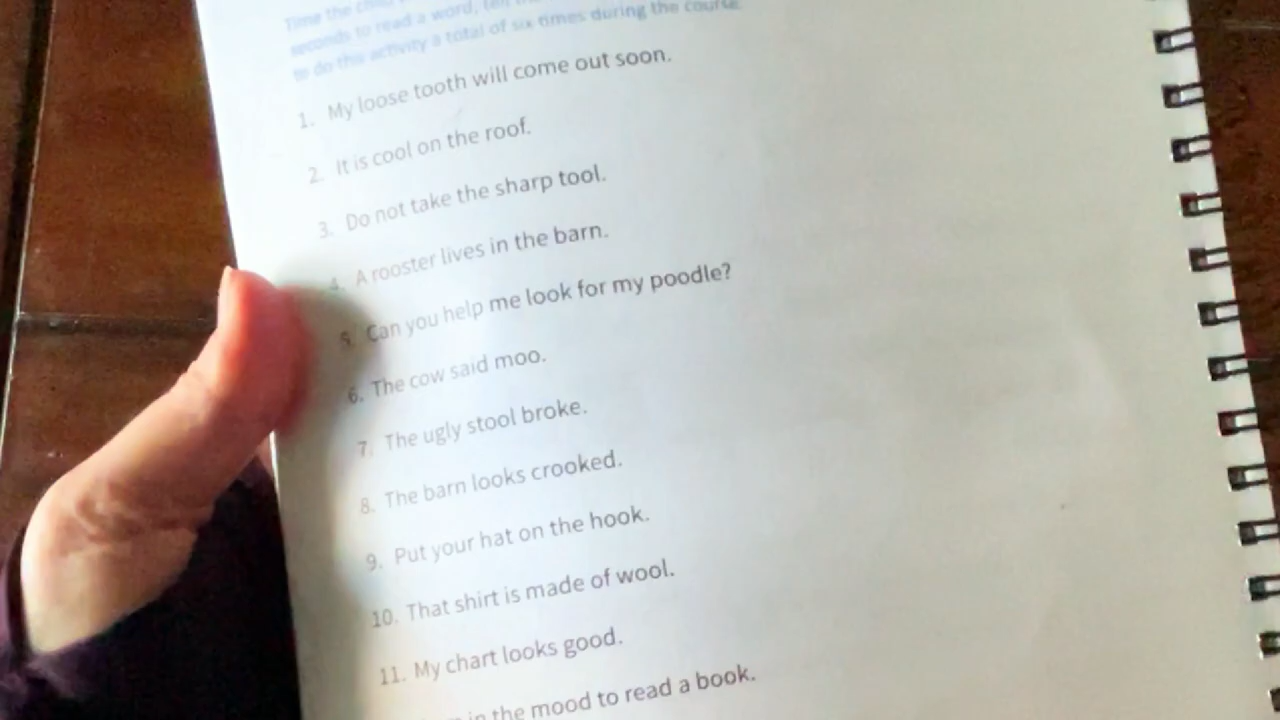 Time the child
seconds to read a word, tell
to do this activity a total of six times during the course.
1. My loose tooth will come out soon.
2. It is cool on the roof.
3. Do not take the sharp tool.
4. A rooster lives in the barn.
5. Can you help me look for my poodle?
6. The cow said moo.
7. The ugly stool broke.
8. The barn looks crooked.
9. Put your hat on the hook.
10. That shirt is made of wool.
11. My chart looks good.
in the mood to read a book.